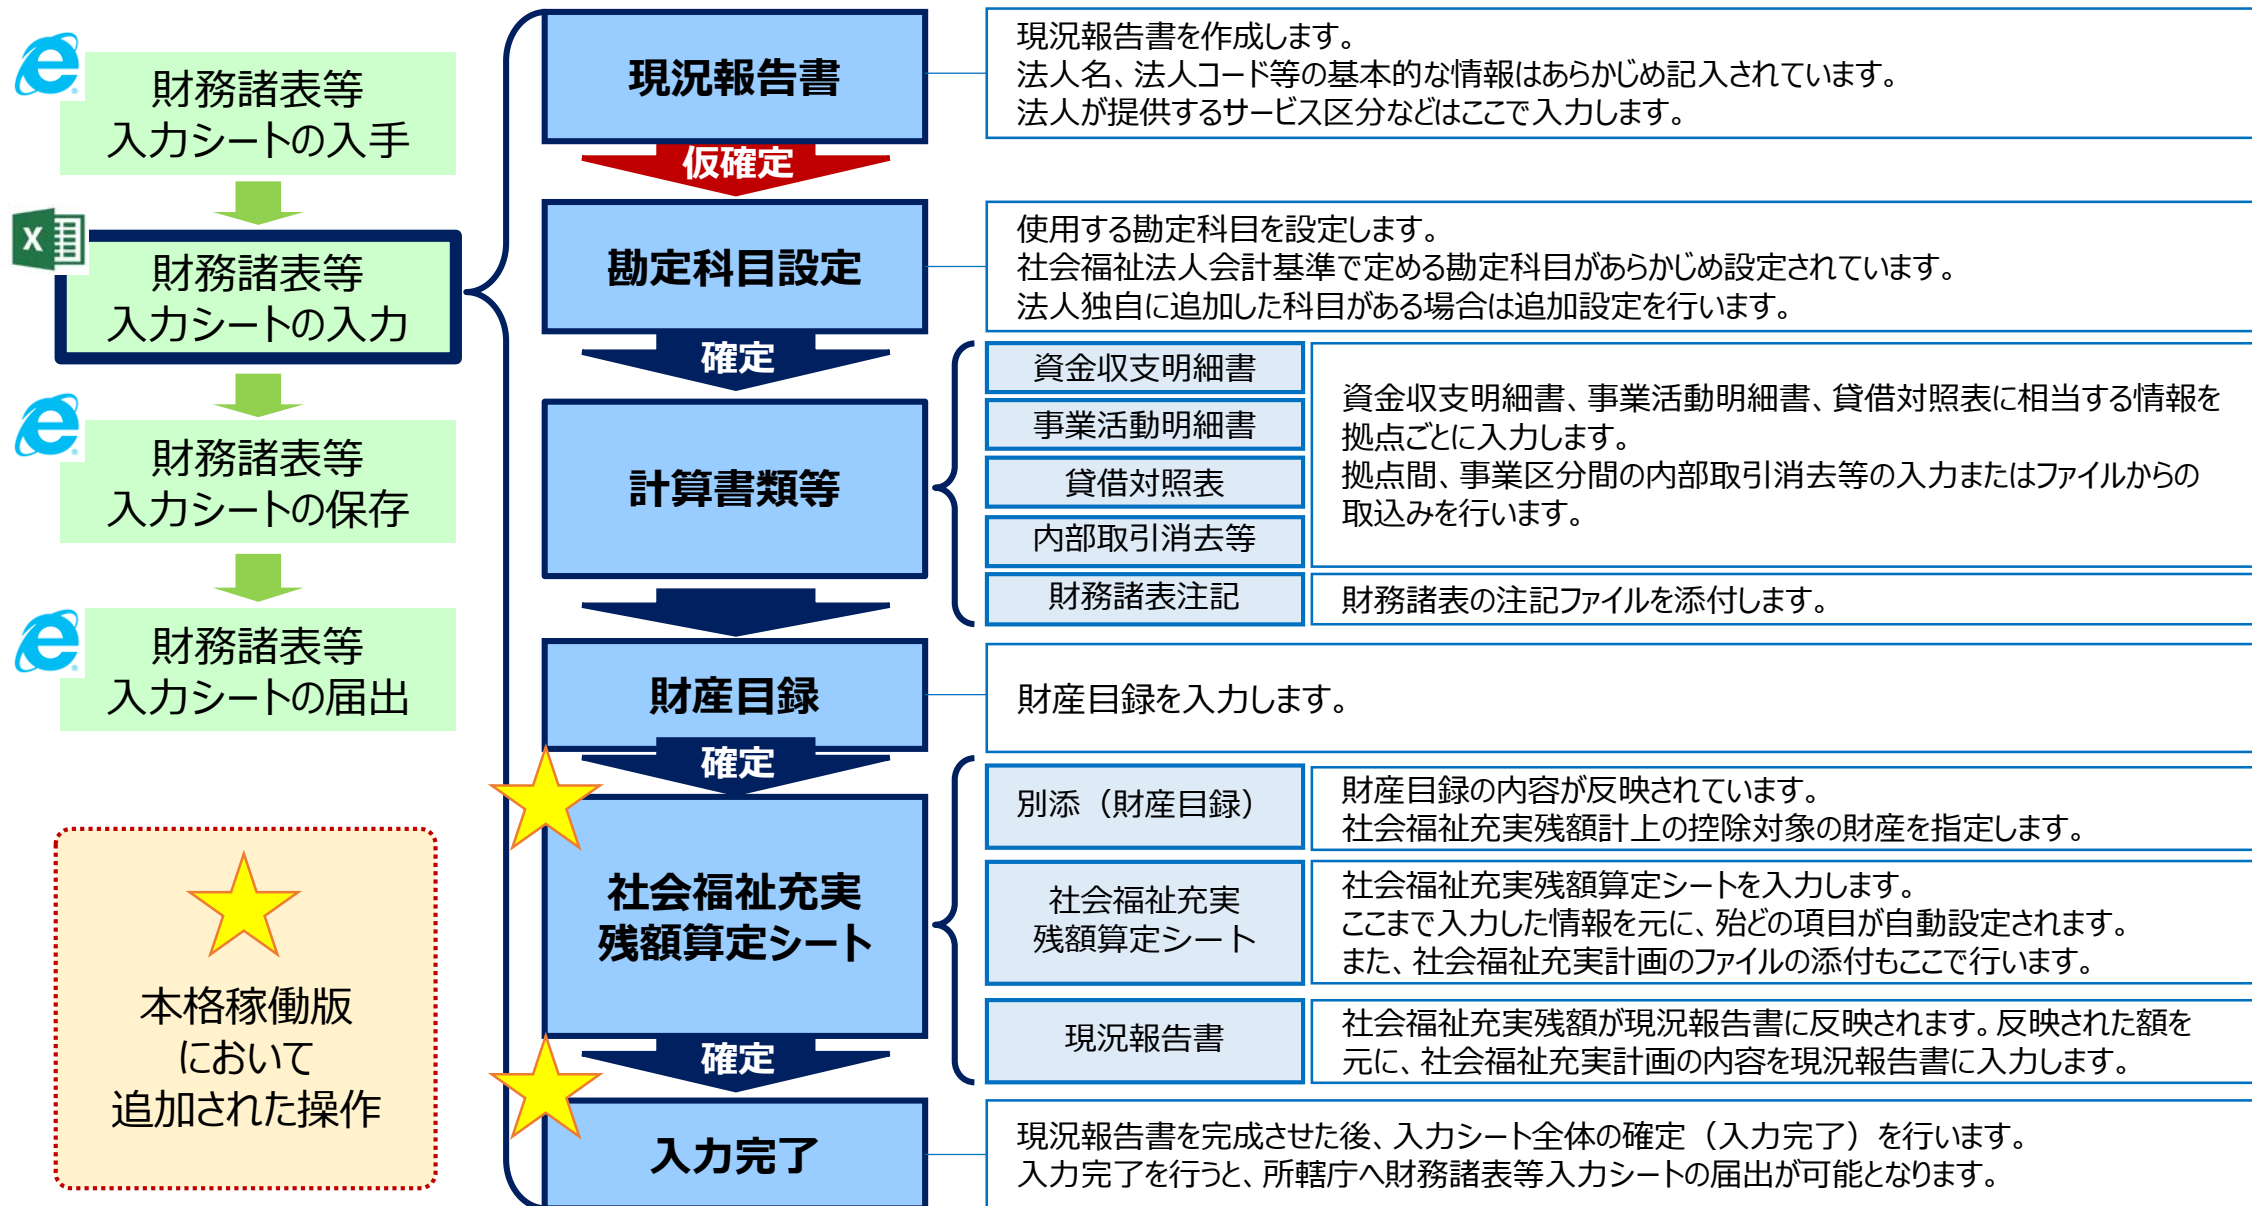 財務諸表等
入力シートの入手
財務諸表等
入力シートの入力
財務諸表等
入力シートの保存
財務諸表等
入力シートの届出
本格稼働版
において
追加された操作
現況報告書
現況報告書を作成します。
法人名、法人コード等の基本的な情報はあらかじめ記入されています。
法人が提供するサービス区分などはここで入力します。
仮確定
勘定科目設定
使用する勘定科目を設定します。
社会福祉法人会計基準で定める勘定科目があらかじめ設定されています。
法人独自に追加した科目がある場合は追加設定を行います。
確定
計算書類等
資金収支明細書
事業活動明細書
貸借対照表
内部取引消去等
資金収支明細書、事業活動明細書、貸借対照表に相当する情報を
拠点ごとに入力します。
拠点間、事業区分間の内部取引消去等の入力またはファイルからの
取込みを行います。
財務諸表注記
財務諸表の注記ファイルを添付します。
財産目録
財産目録を入力します。
確定
社会福祉充実
残額算定シート
別添（財産目録）
財産目録の内容が反映されています。
社会福祉充実残額計上の控除対象の財産を指定します。
社会福祉充実
残額算定シート
社会福祉充実残額算定シートを入力します。
ここまで入力した情報を元に、殆どの項目が自動設定されます。
また、社会福祉充実計画のファイルの添付もここで行います。
現況報告書
社会福祉充実残額が現況報告書に反映されます。反映された額を
元に、社会福祉充実計画の内容を現況報告書に入力します。
確定
入力完了
現況報告書を完成させた後、入力シート全体の確定（入力完了）を行います。
入力完了を行うと、所轄庁へ財務諸表等入力シートの届出が可能となります。